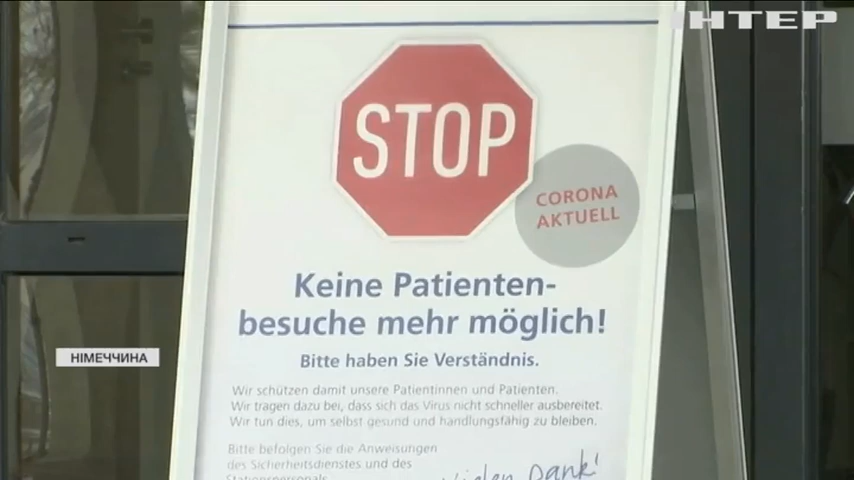 ІНТЕР
STOP
CORONA
AKTUELL
Keine Patienten-
besuche mehr möglich!
Bitte haben Sie Verständnis.
НІМЕЧЧИНА
Wir schützen damit unsere Patientinnen und Patienten.
Wir tragen dazu bei, dass sich das Virus nicht schneller ausbreitet.
Wir tun dies, um selbst gesund und handlungsfähig zu bleiben.
Bitte befolgen Sie die Anweisungen
des Sicherheitsdienstes und des
Stationspersonals
Vielen Dank!